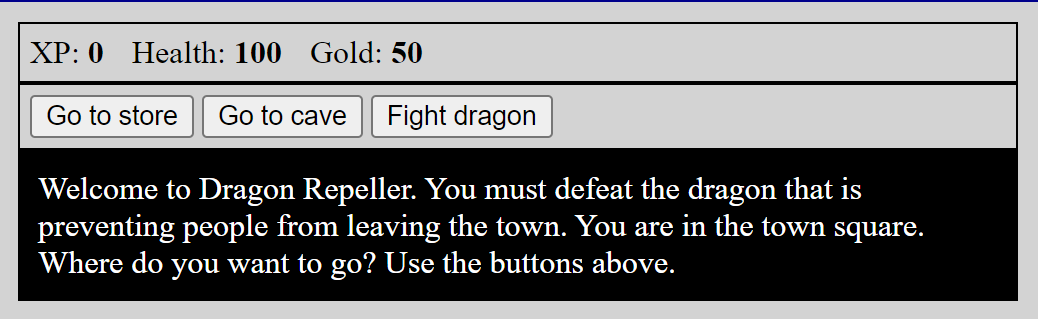 XP: 0 Health: 100 Gold: 50
Go to store Go to cave Fight dragon
Welcome to Dragon Repeller. You must defeat the dragon that is
preventing people from leaving the town. You are in the town square.
Where do you want to go? Use the buttons above.